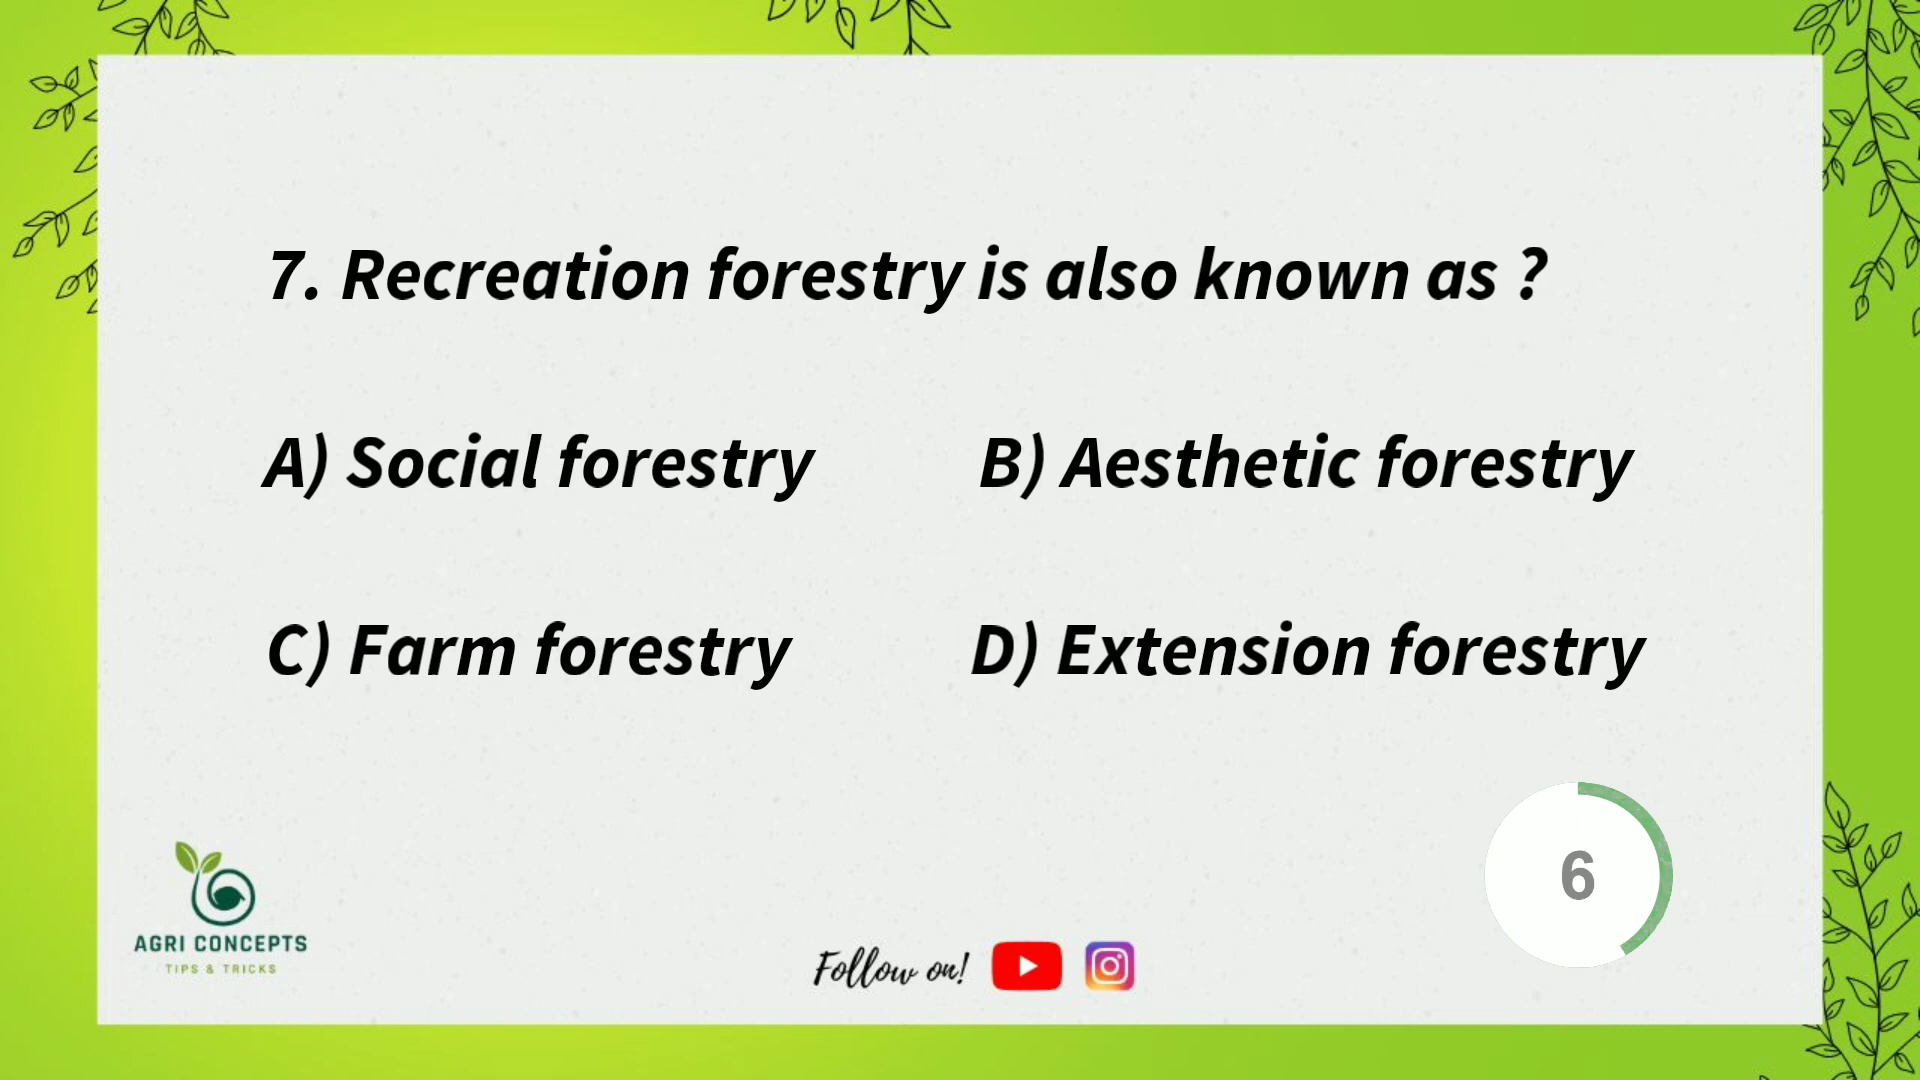 7. Recreation forestry is also known as ?
A) Social forestry
B) Aesthetic forestry
C) Farm forestry
D) Extension forestry
6
AGRI CONCEPTS
TIPS & TRICKS
Follow on!